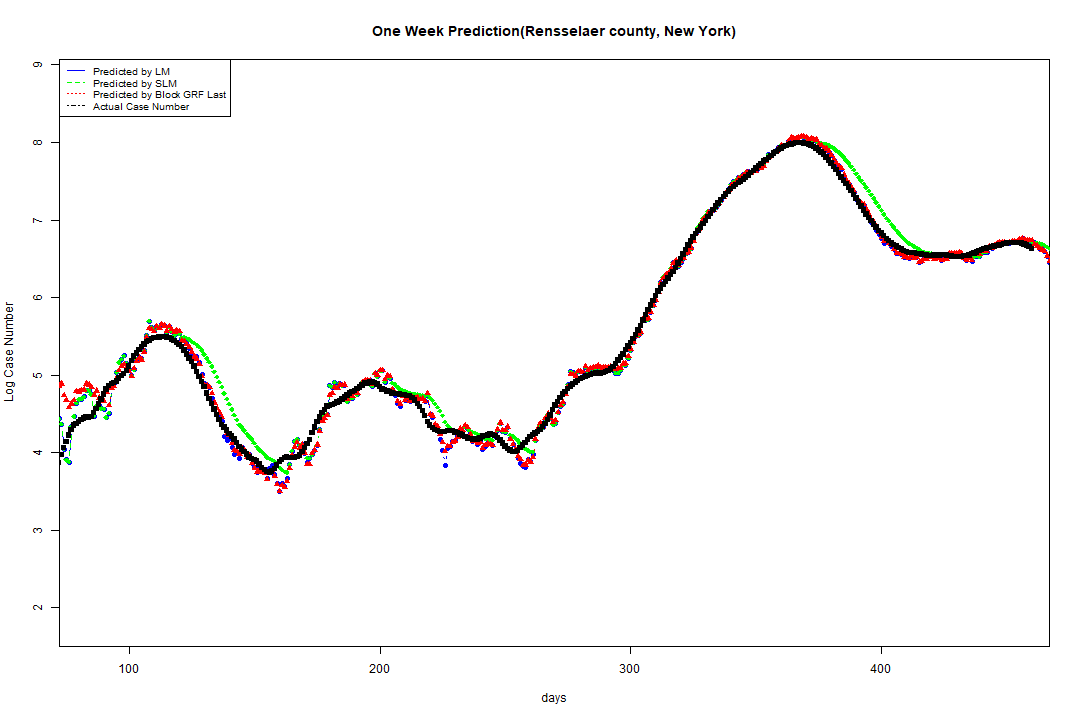 One Week Prediction(Rensselaer county, New York)
Predicted by LM
Predicted by SLM
Predicted by Block GRF Last
Actual Case Number
Log Case Number
9
8
7
6
5
4
3
2
100 200 300 400
days